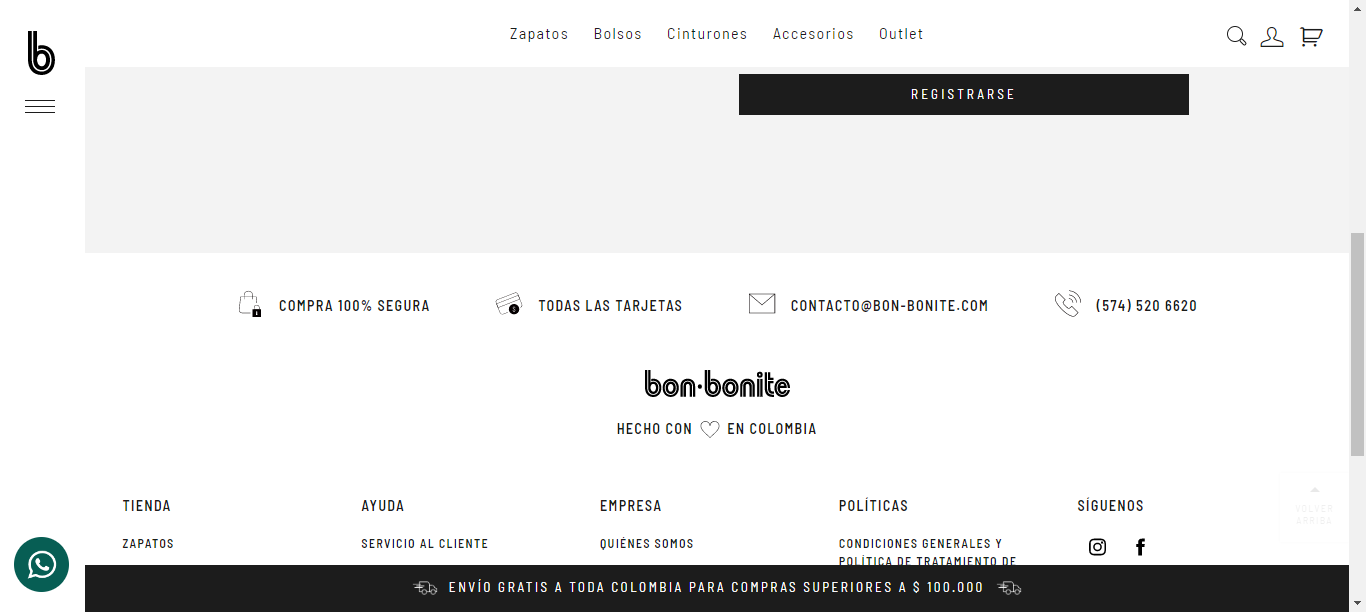 b
Zapatos Bolsos Cinturones Accesorios Outlet
REGISTRARSE
COMPRA 100% SEGURA TODAS LAS TARJETAS CONTACTO@BON-BONITE.COM (574) 520 6620
bon·bonite
HECHO CON EN COLOMBIA
TIENDA AYUDA EMPRESA POLÍTICAS SÍGUENOS
VOLVER
ARRIBA
ZAPATOS SERVICIO AL CLIENTE QUIÉNES SOMOS CONDICIONES GENERALES Y
POLÍTICA DE TRATAMIENTO DE
ENVÍO GRATIS A TODA COLOMBIA PARA COMPRAS SUPERIORES A $ 100.000